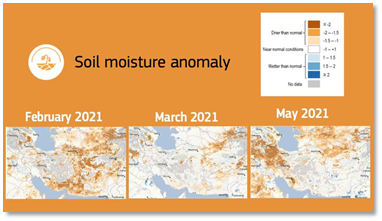 Soil moisture anomaly
< -2
Drier than normal
-2 – -1.5
-1.5 – -1
Near normal conditions
-1 – +1
1 – 1.5
Wetter than normal
1.5 – 2
≥ 2
No data
February 2021
March 2021
May 2021